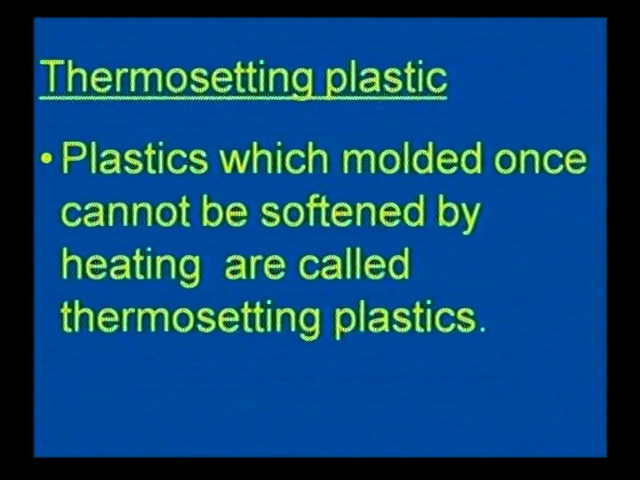 Thermosetting plastic
• Plastics which molded once
cannot be softened by
heating are called
thermosetting plastics.